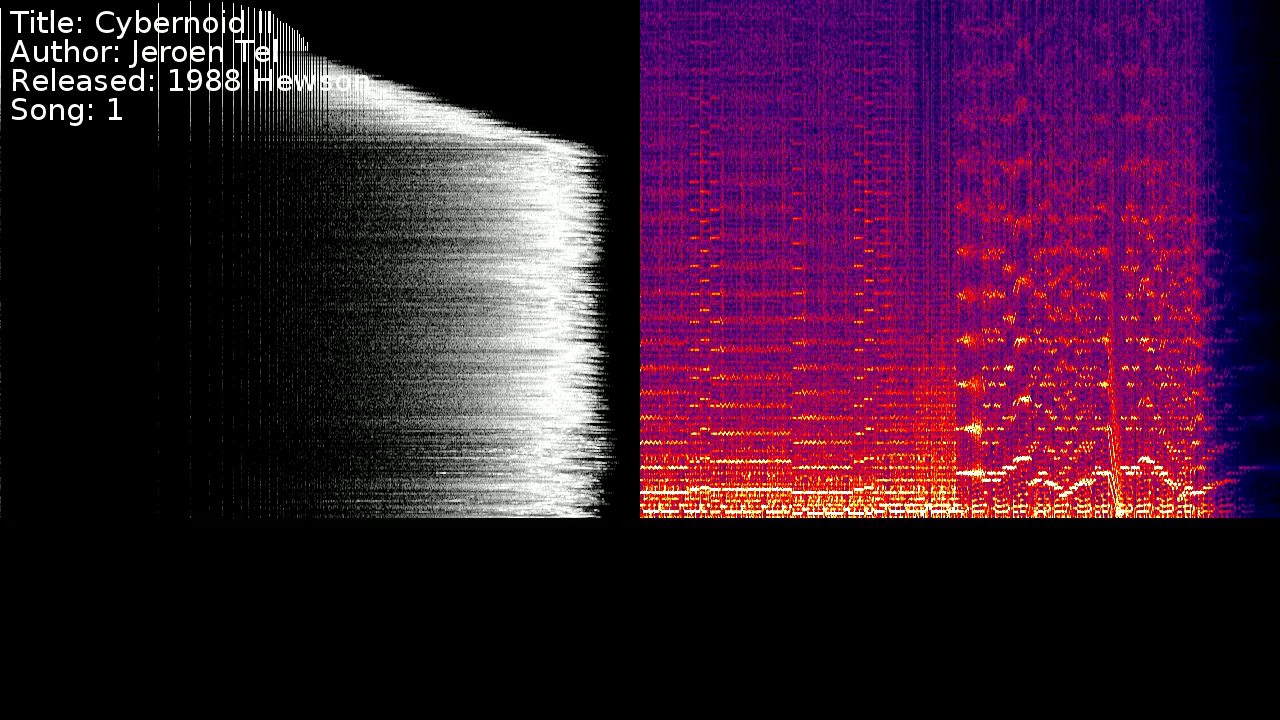 Title: Cybernoid II
Author: Jeroen Tel
Released: 1988 Hewson
Song: 1